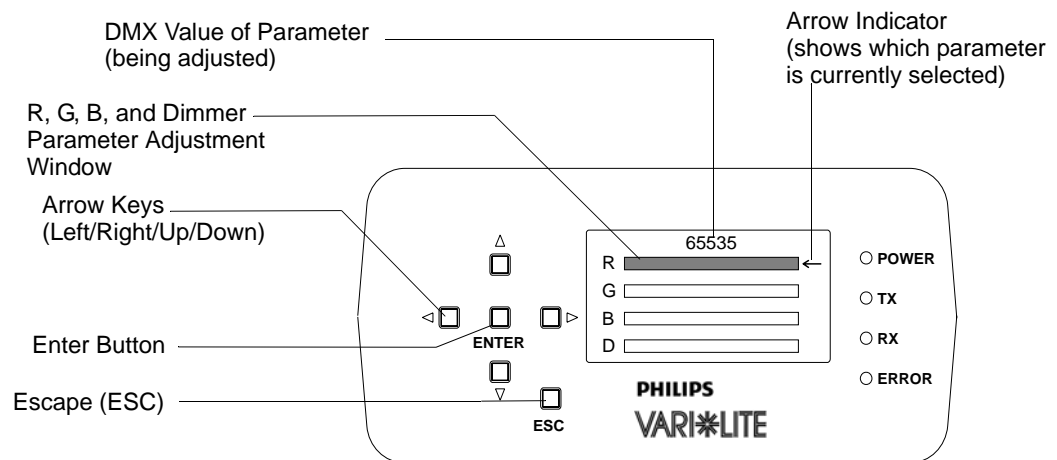 DMX Value of Parameter
(being adjusted)
Arrow Indicator
(shows which parameter
is currently selected)
R, G, B, and Dimmer
Parameter Adjustment
Window
Arrow Keys
(Left/Right/Up/Down)
Enter Button
Escape (ESC)
ENTER
ESC
65535
R
G
B
D
POWER
TX
RX
ERROR
PHILIPS
VARI*LITE